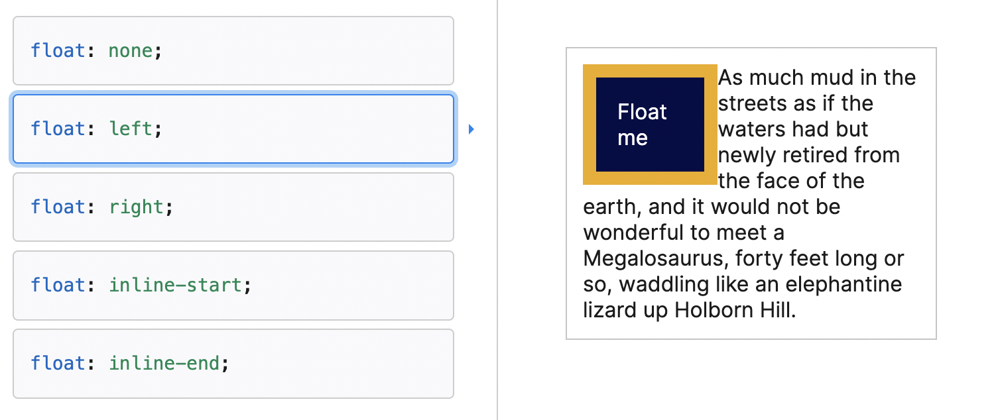 float: none;
float: left;
float: right;
float: inline-start;
float: inline-end;
Float
me
As much mud in the
streets as if the
waters had but
newly retired from
the face of the
earth, and it would not be
wonderful to meet a
Megalosaurus, forty feet long or
so, waddling like an elephantine
lizard up Holborn Hill.